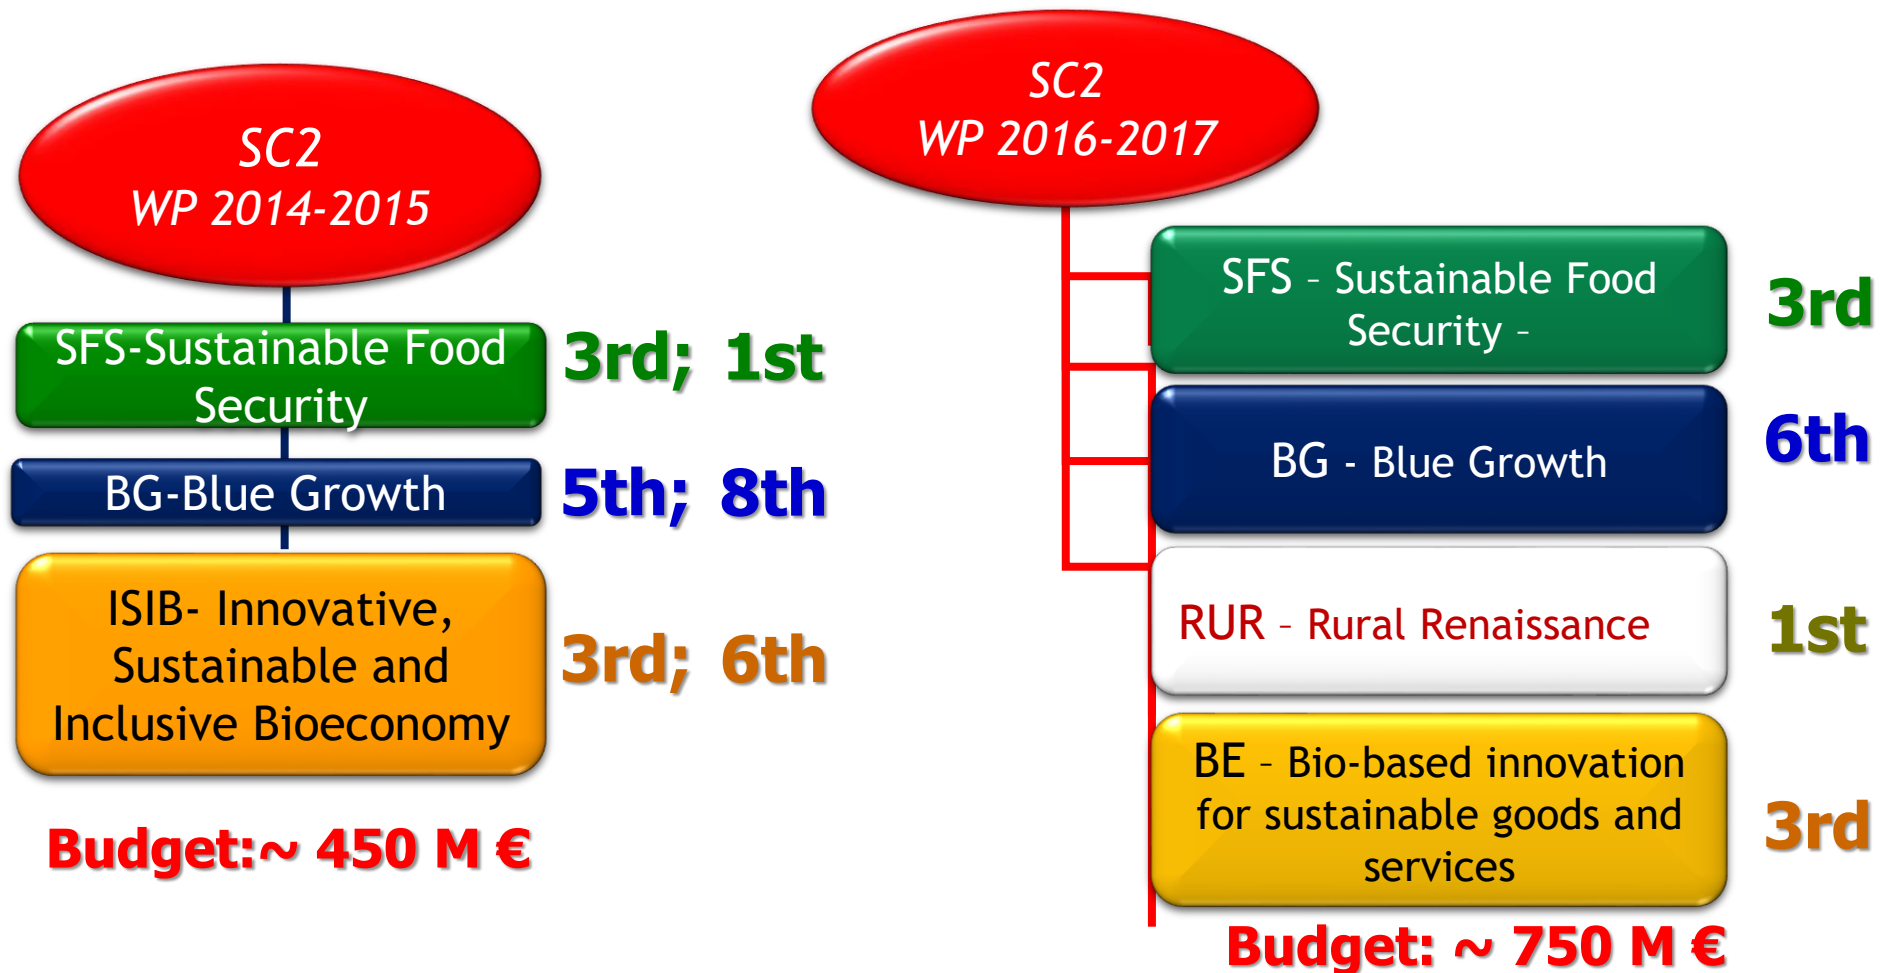 SC2
WP 2014-2015
SFS-Sustainable Food
Security
3rd; 1st
BG-Blue Growth
5th; 8th
ISIB- Innovative,
Sustainable and
Inclusive Bioeconomy
3rd; 6th
Budget:~ 450 M €
SC2
WP 2016-2017
SFS – Sustainable Food
Security –
3rd
BG - Blue Growth
6th
RUR – Rural Renaissance
1st
BE – Bio-based innovation
for sustainable goods and
services
3rd
Budget: ~ 750 M €